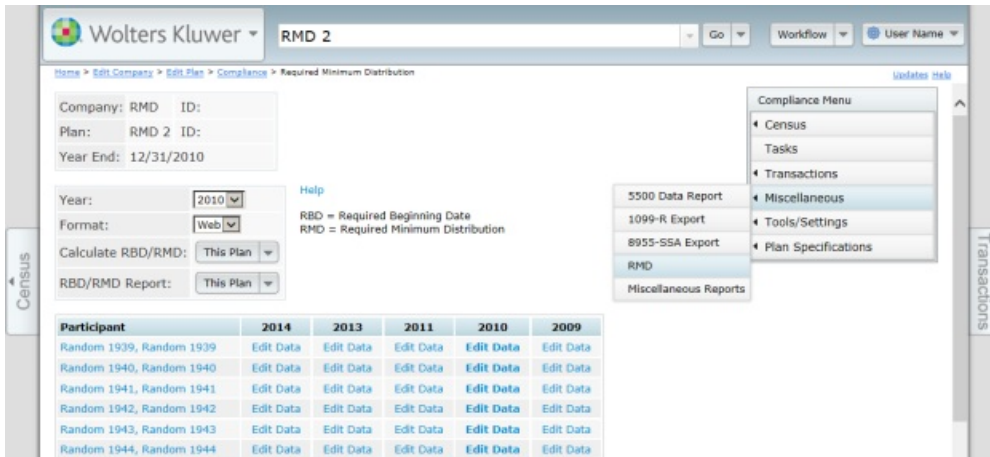 Wolters Kluwer
RMD 2
Go
Workflow
User Name
Home > Edit Company > Edit Plan > Compliance > Required Minimum Distribution
Updates Help
Company: RMD ID:
Plan: RMD 2 ID:
Year End: 12/31/2010
Compliance Menu
Census
Tasks
Transactions
Miscellaneous
Tools/Settings
Plan Specifications
5500 Data Report
1099-R Export
8955-SSA Export
RMD
Miscellaneous Reports
Year: 2010
Format: Web
Calculate RBD/RMD: This Plan
RBD/RMD Report: This Plan
Help
RBD = Required Beginning Date
RMD = Required Minimum Distribution
Census
Transactions
Participant 2014 2013 2011 2010 2009
Random 1939, Random 1939 Edit Data Edit Data Edit Data Edit Data Edit Data
Random 1940, Random 1940 Edit Data Edit Data Edit Data Edit Data Edit Data
Random 1941, Random 1941 Edit Data Edit Data Edit Data Edit Data Edit Data
Random 1942, Random 1942 Edit Data Edit Data Edit Data Edit Data Edit Data
Random 1943, Random 1943 Edit Data Edit Data Edit Data Edit Data Edit Data
Random 1944, Random 1944 Edit Data Edit Data Edit Data Edit Data Edit Data